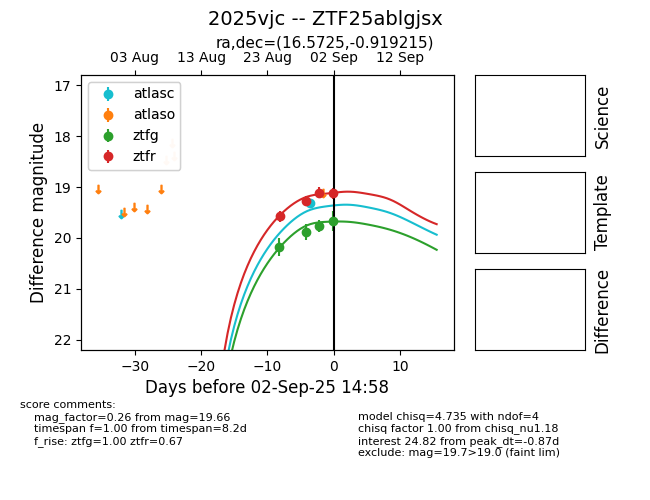 2025vjc -- ZTF25ablgjsx
ra,dec=(16.5725,-0.919215)
03 Aug 13 Aug 23 Aug 02 Sep 12 Sep
17
18
19
20
21
22
Difference magnitude
atlasc
atlaso
ztfg
ztfr
−30 −20 −10 0 10
Days before 02-Sep-25 14:58
Science
Template
Difference
score comments:
mag_factor=0.26 from mag=19.66
timespan f=1.00 from timespan=8.2d
f_rise: ztfg=1.00 ztfr=0.67
model chisq=4.735 with ndof=4
chisq factor 1.00 from chisq_nu1.18
interest 24.82 from peak_dt=-0.87d
exclude: mag=19.7>19.0 (faint lim)